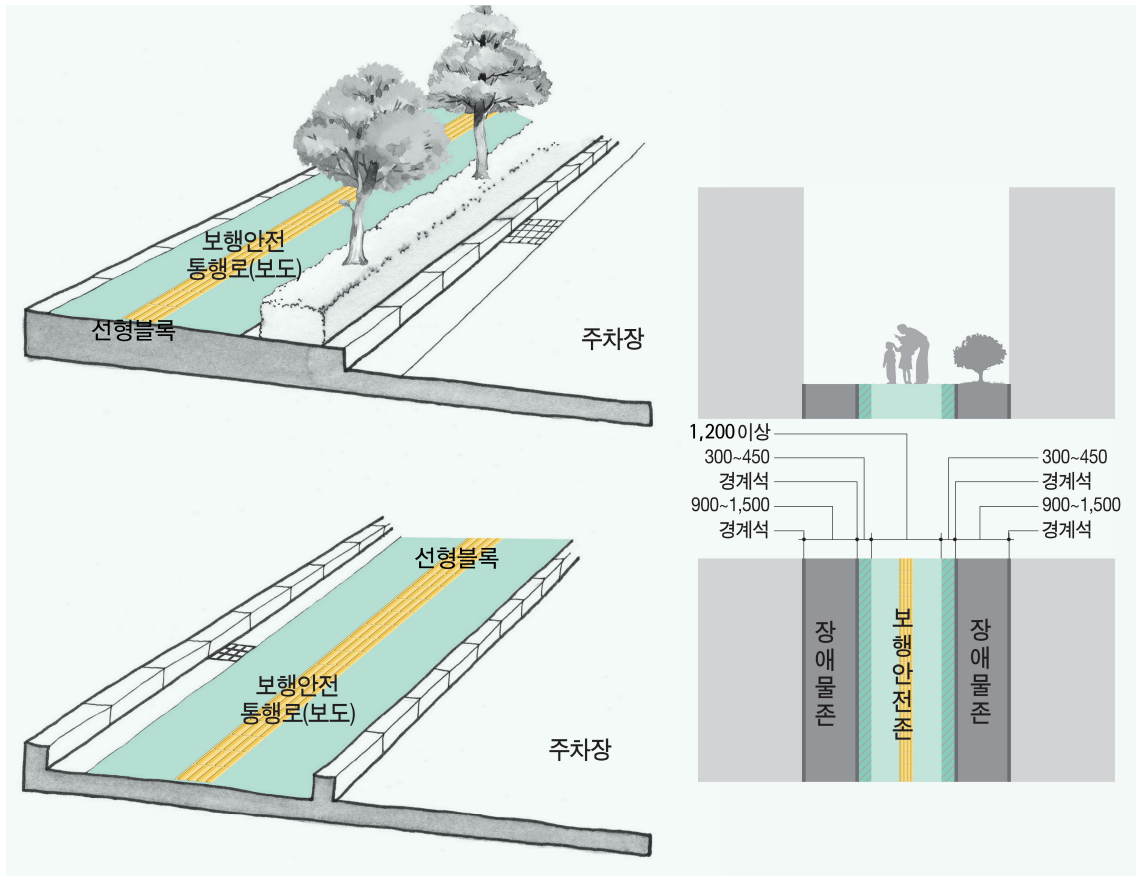 보행안전
통행로(보도)
선형블록
주차장
1,200 이상
300~450
경계석
900~1,500
경계석
300~450
경계석
900~1,500
경계석
선형블록
보행안전
통행로(보도)
주차장
장애물존
보행안전존
장애물존